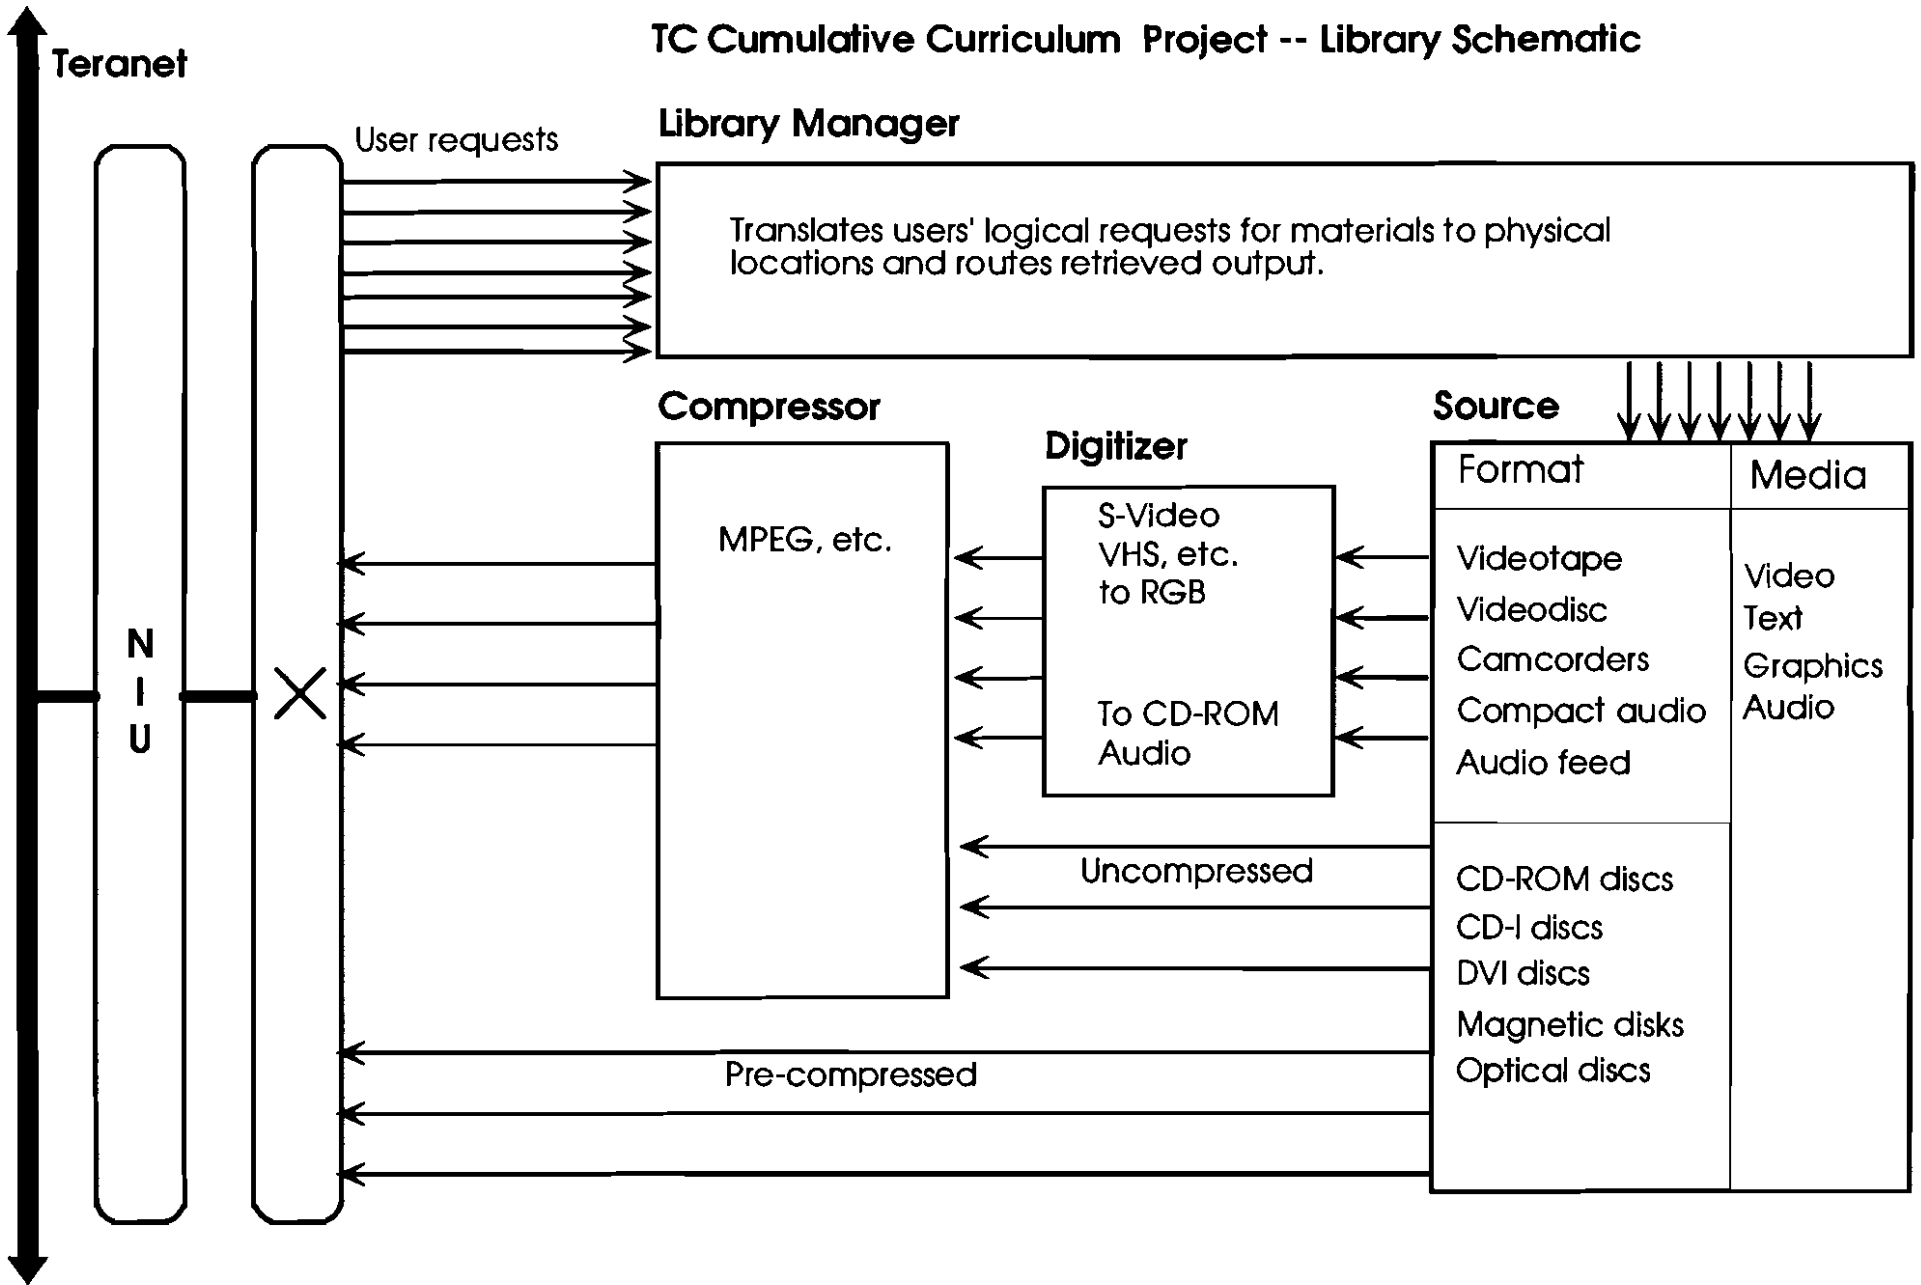 TC Cumulative Curriculum Project -- Library Schematic
Teranet
Library Manager
User requests
Translates users' logical requests for materials to physical
locations and routes retrieved output.
Compressor
Digitizer
Source
Format
Media
MPEG, etc.
S-Video
VHS, etc.
to RGB
To CD-ROM
Audio
Videotape
Videodisc
Camcorders
Compact audio
Audio feed
Video
Text
Graphics
Audio
N
I
U
Uncompressed
CD-ROM discs
CD-I discs
DVI discs
Magnetic disks
Optical discs
Pre-compressed